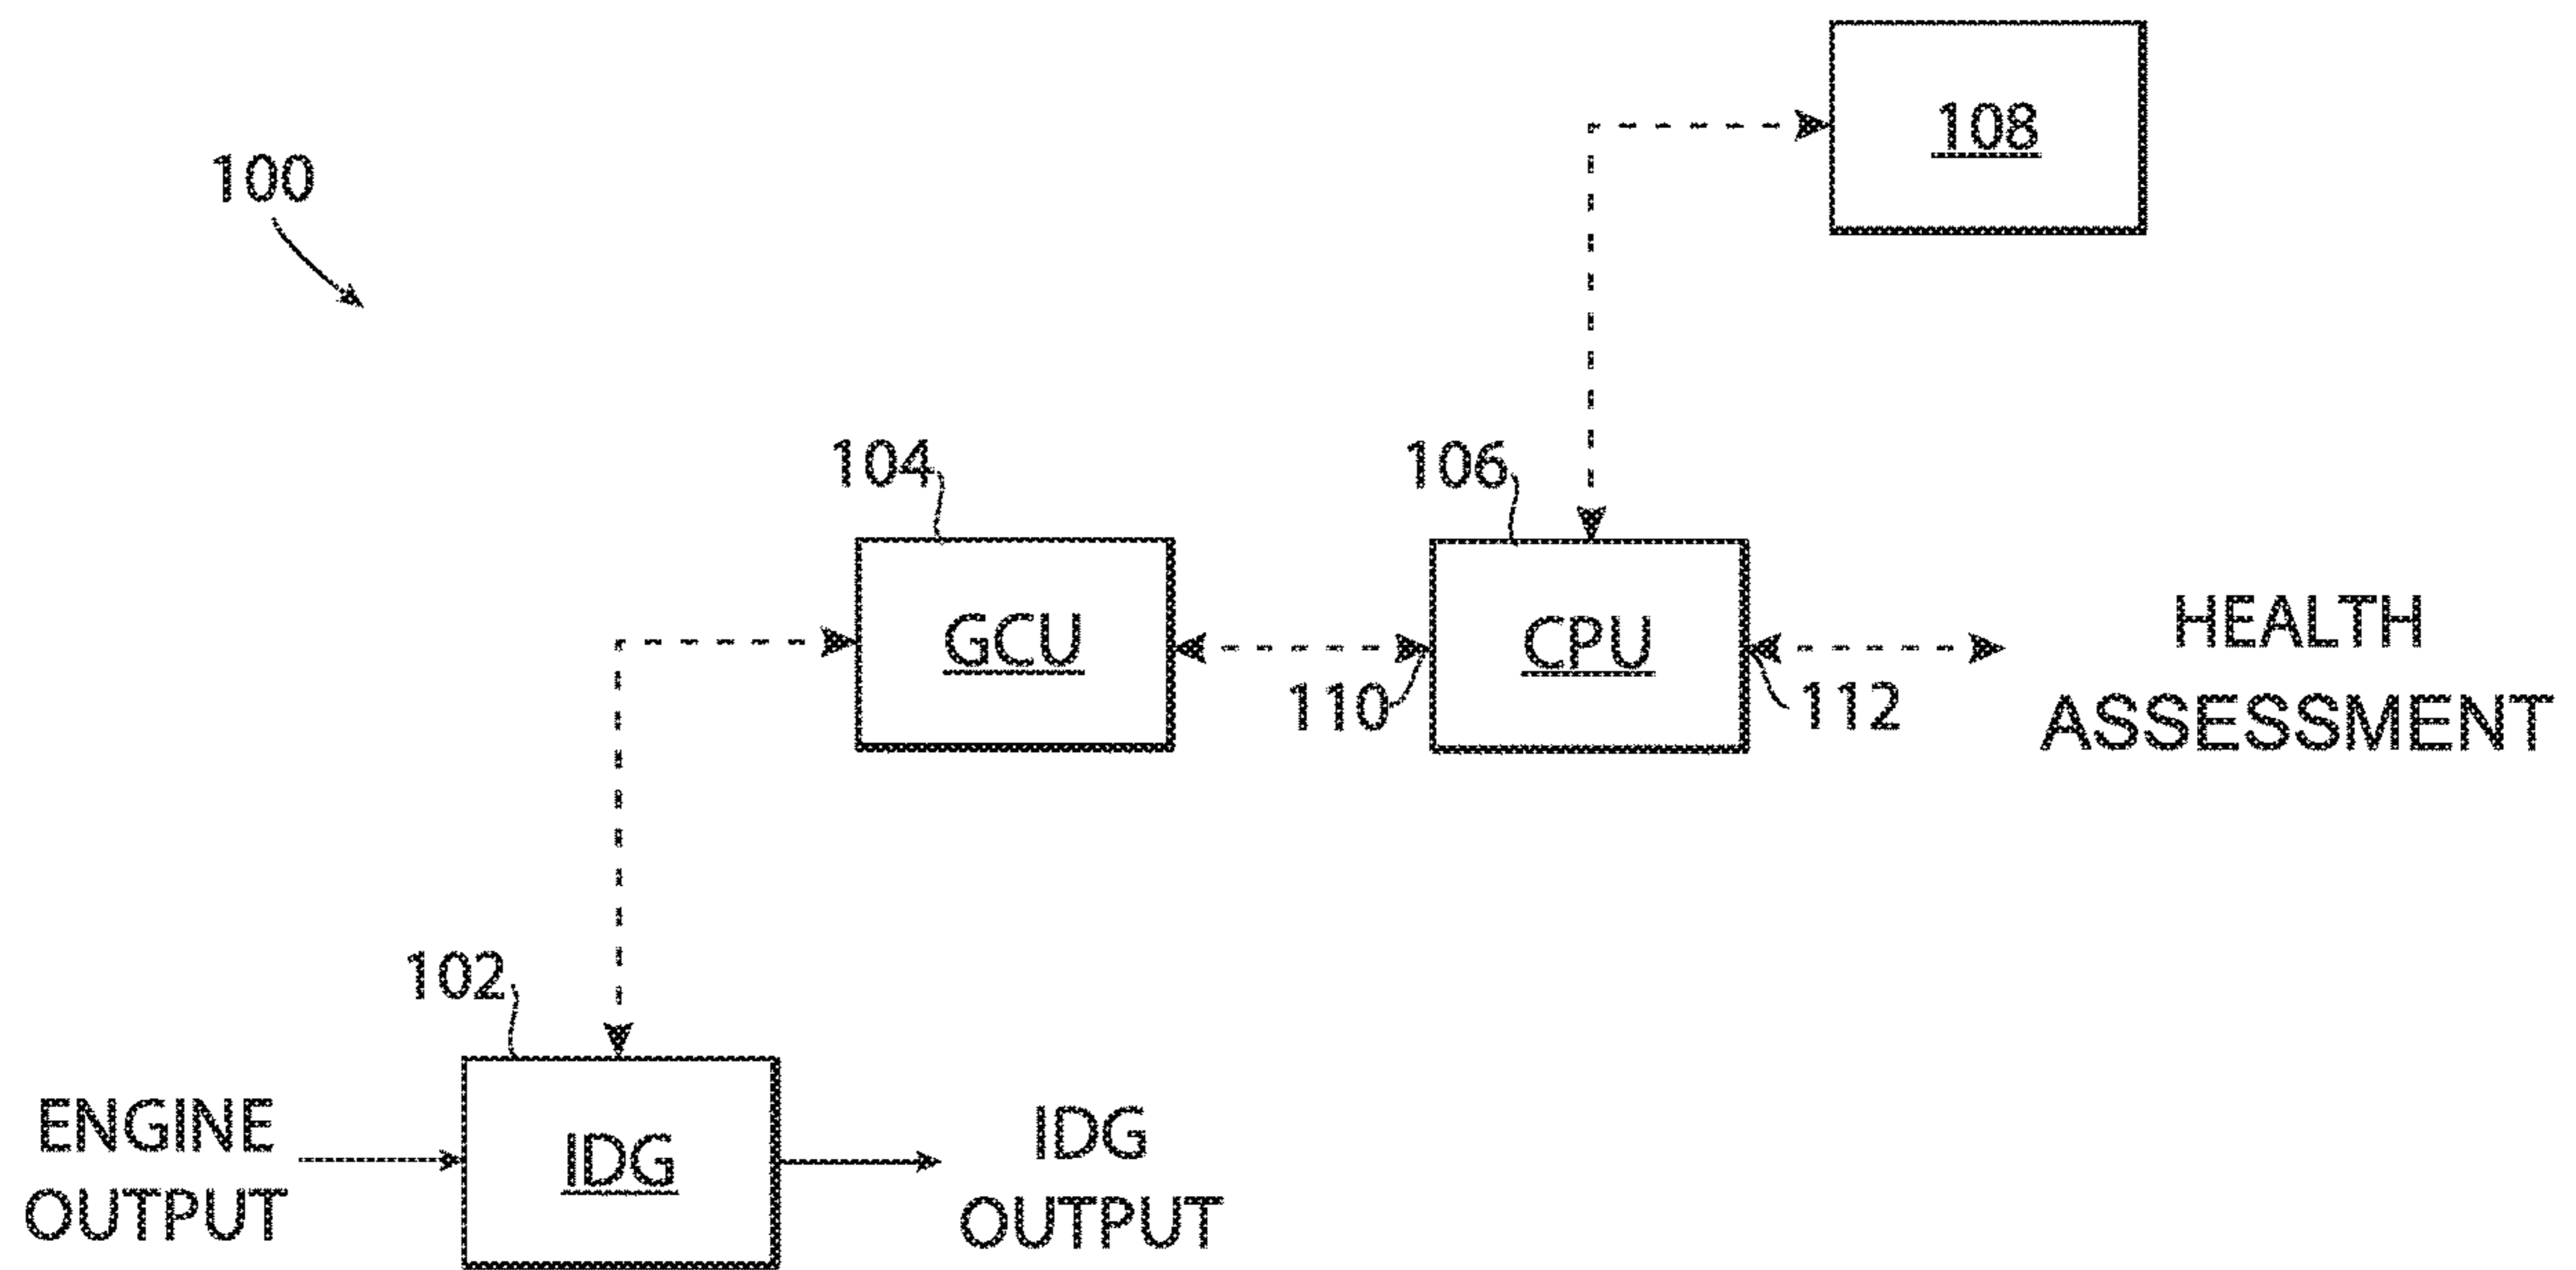 108
100
104
106
GCU
CPU
110
112
HEALTH
ASSESSMENT
102
ENGINE
OUTPUT
IDG
IDG
OUTPUT